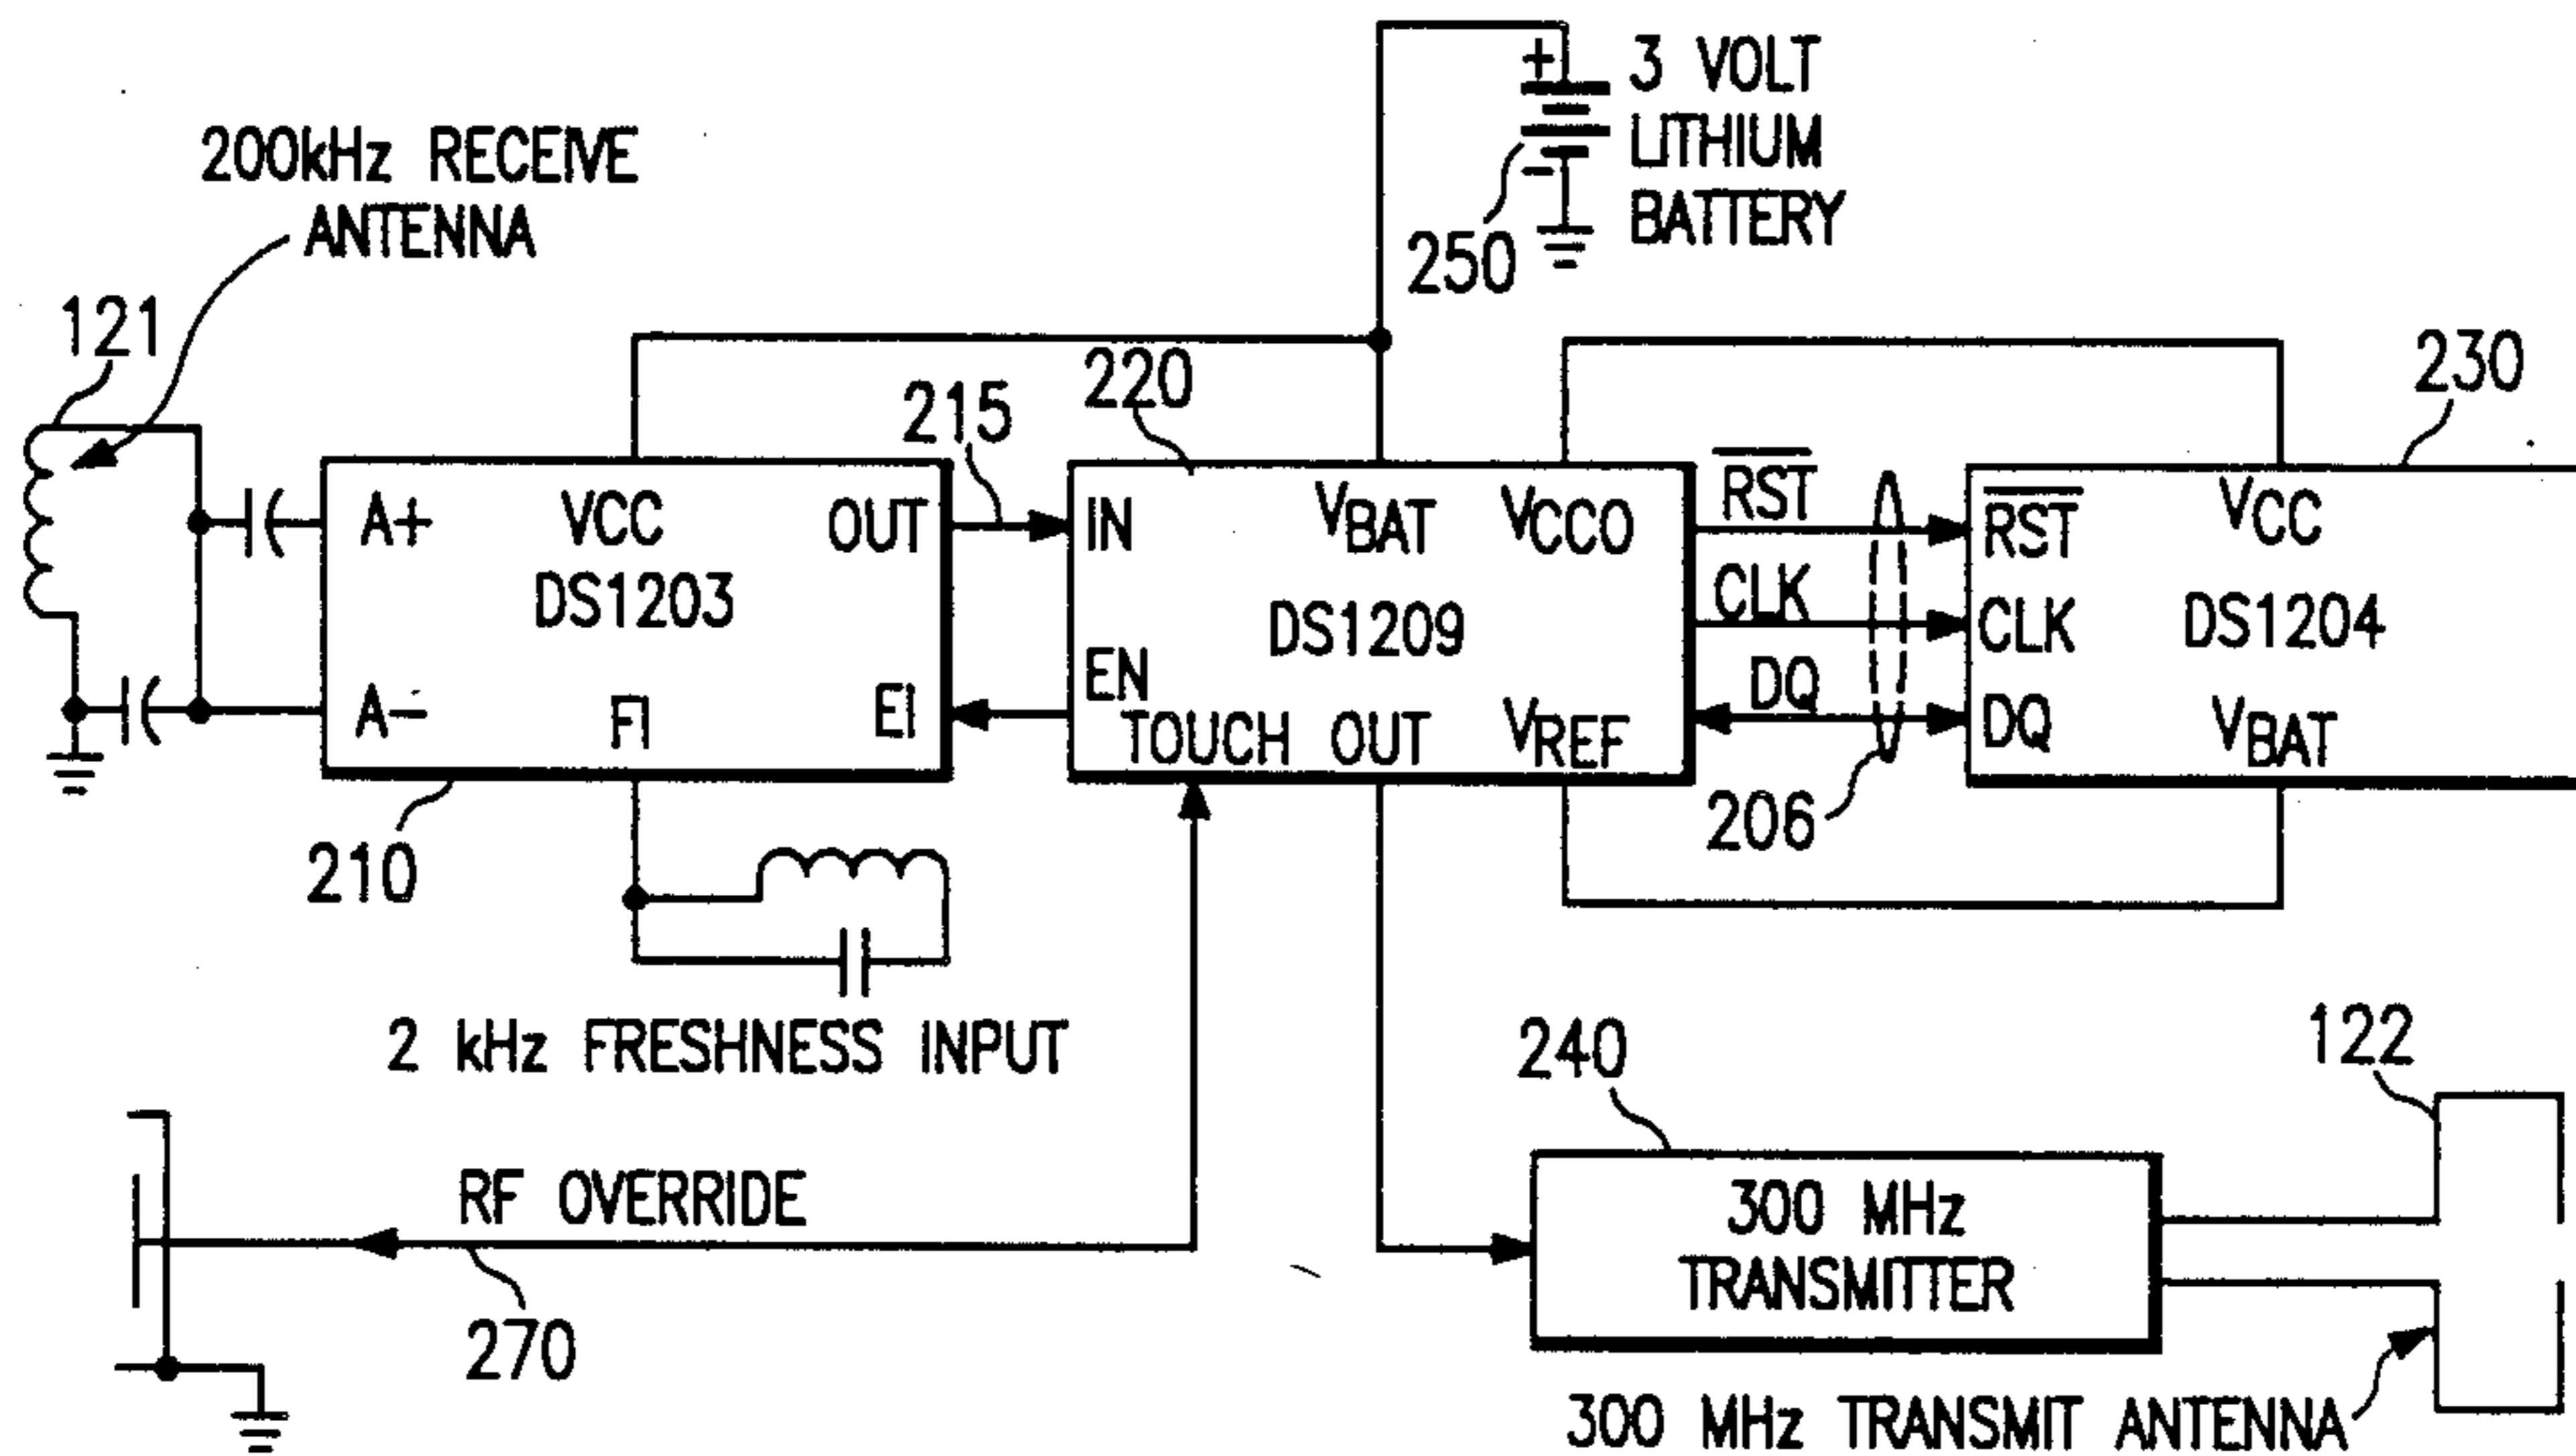 3 VOLT
LITHIUM
BATTERY
250
200kHz RECEIVE
ANTENNA
121
215
220
230
A+
VCC
OUT
DS1203
A-
FI
EI
IN
VBAT
VCCO
DS1209
EN
TOUCH
OUT
VREF
RST
CLK
DQ
206
RST
VCC
CLK
DS1204
DQ
VBAT
210
2 kHz FRESHNESS INPUT
RF OVERRIDE
270
240
300 MHz
TRANSMITTER
122
300 MHz TRANSMIT ANTENNA
+
-